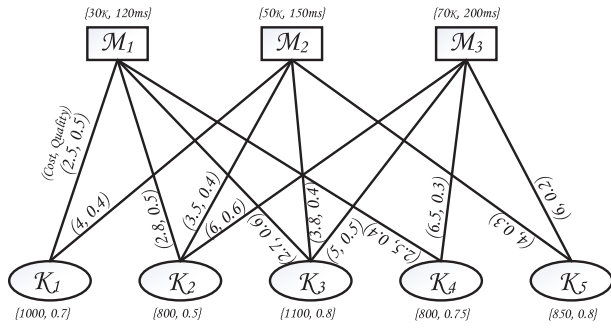 {30K, 120ms} {50K, 150ms} {70K, 200ms}
M1 M2 M3
(Cost, Quality)
(2.5, 0.5)
(4, 0.4)
(2.8, 0.5)
(3.5, 0.4)
(6, 0.6)
(2.7, 0.6)
(3.8, 0.4)
(5, 0.5)
(2.5, 0.4)
(6.5, 0.3)
(4, 0.3)
(6, 0.2)
K1 K2 K3 K4 K5
{1000, 0.7} {800, 0.5} {1100, 0.8} {800, 0.75} {850, 0.8}